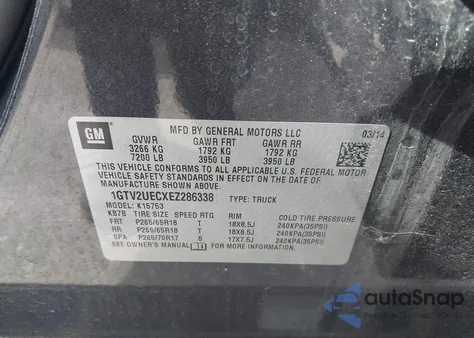 GM
MFD BY GENERAL MOTORS LLC 03/14
GVWR GAWR FRT GAWR RR
3266 KG 1792 KG 1792 KG
7200 LB 3950 LB 3950 LB
THIS VEHICLE CONFORMS TO ALL APPLICABLE U.S. FEDERAL MOTOR
VEHICLE SAFETY STANDARDS IN EFFECT ON THE DATE OF
MANUFACTURE SHOWN ABOVE.
1GTV2UECXEZ286338 TYPE: TRUCK
MODEL: K15753
KB7B TIRE SIZE SPEED RTG RIM COLD TIRE PRESSURE
FRT P265/65R18 T 18X8.5J 240KPA(35PSI)
RR P265/65R18 T 18X8.5J 240KPA(35PSI)
SPA P265/70R17 S 17X7.5J 240KPA(35PSI)
SEE OWNER'S MANUAL FOR MORE INFORMATION.
autoSnap